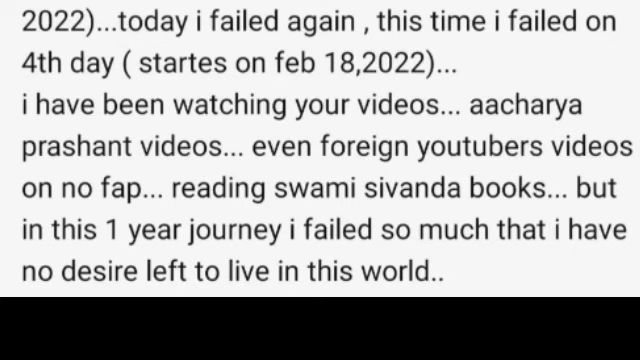 2022)...today i failed again , this time i failed on
4th day ( startes on feb 18,2022)...
i have been watching your videos... aacharya
prashant videos... even foreign youtubers videos
on no fap... reading swami sivanda books... but
in this 1 year journey i failed so much that i have
no desire left to live in this world..